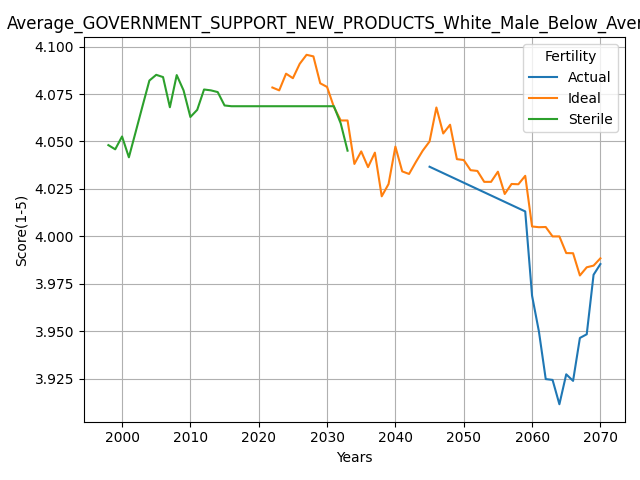 Average_GOVERNMENT_SUPPORT_NEW_PRODUCTS_White_Male_Below_Aver
Fertility
Actual
Ideal
Sterile
4.100
4.075
4.050
4.025
4.000
3.975
3.950
3.925
Score(1-5)
2000 2010 2020 2030 2040 2050 2060 2070
Years